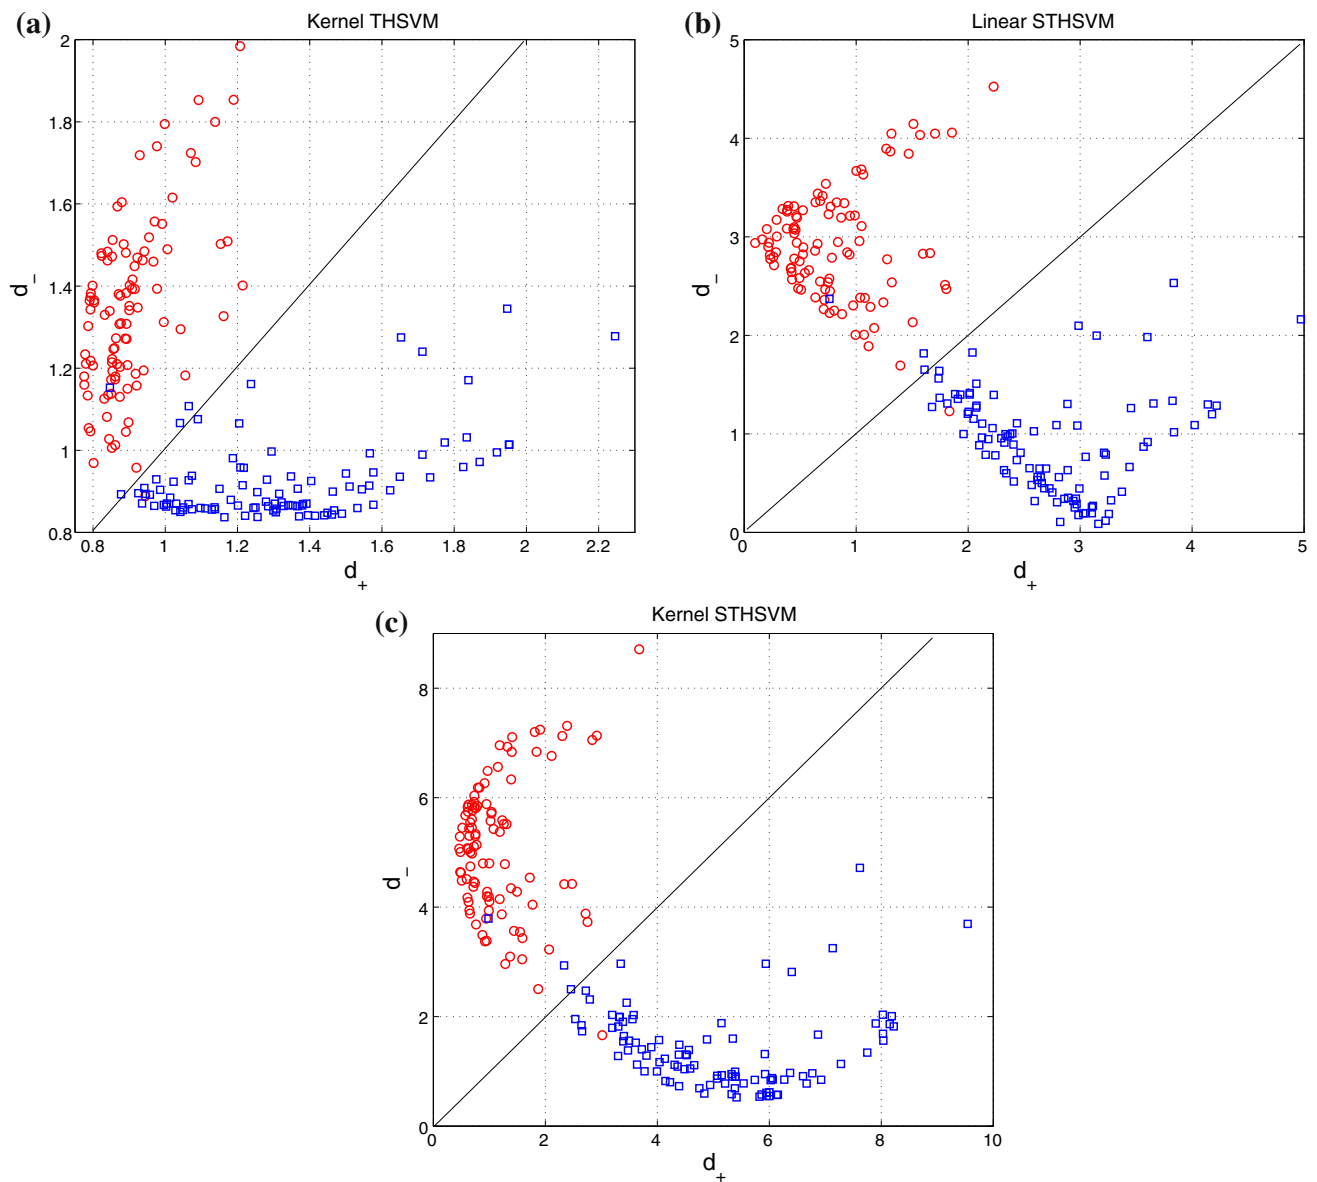 (a)
Kernel THSVM
2
1.8
1.6
1.4
1.2
1
0.8
d_
0.8 1 1.2 1.4 1.6 1.8 2 2.2
d+
(b)
Linear STHSVM
5
4
3
2
1
0
d_
0 1 2 3 4 5
d+
(c)
Kernel STHSVM
8
6
4
2
0
d_
0 2 4 6 8 10
d+